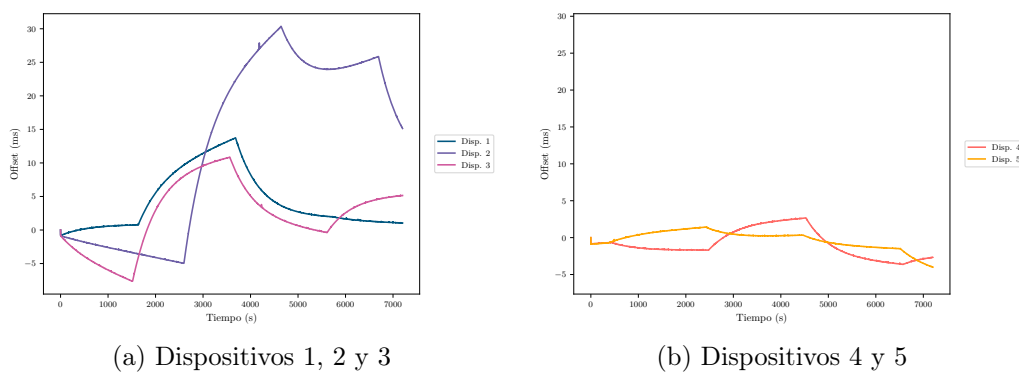 30
25
20
15
10
5
0
−5
Offset (ms)
0 1000 2000 3000 4000 5000 6000 7000
Tiempo (s)
Disp. 1
Disp. 2
Disp. 3
(a) Dispositivos 1, 2 y 3
30
25
20
15
10
5
0
−5
Offset (ms)
0 1000 2000 3000 4000 5000 6000 7000
Tiempo (s)
Disp. 4
Disp. 5
(b) Dispositivos 4 y 5